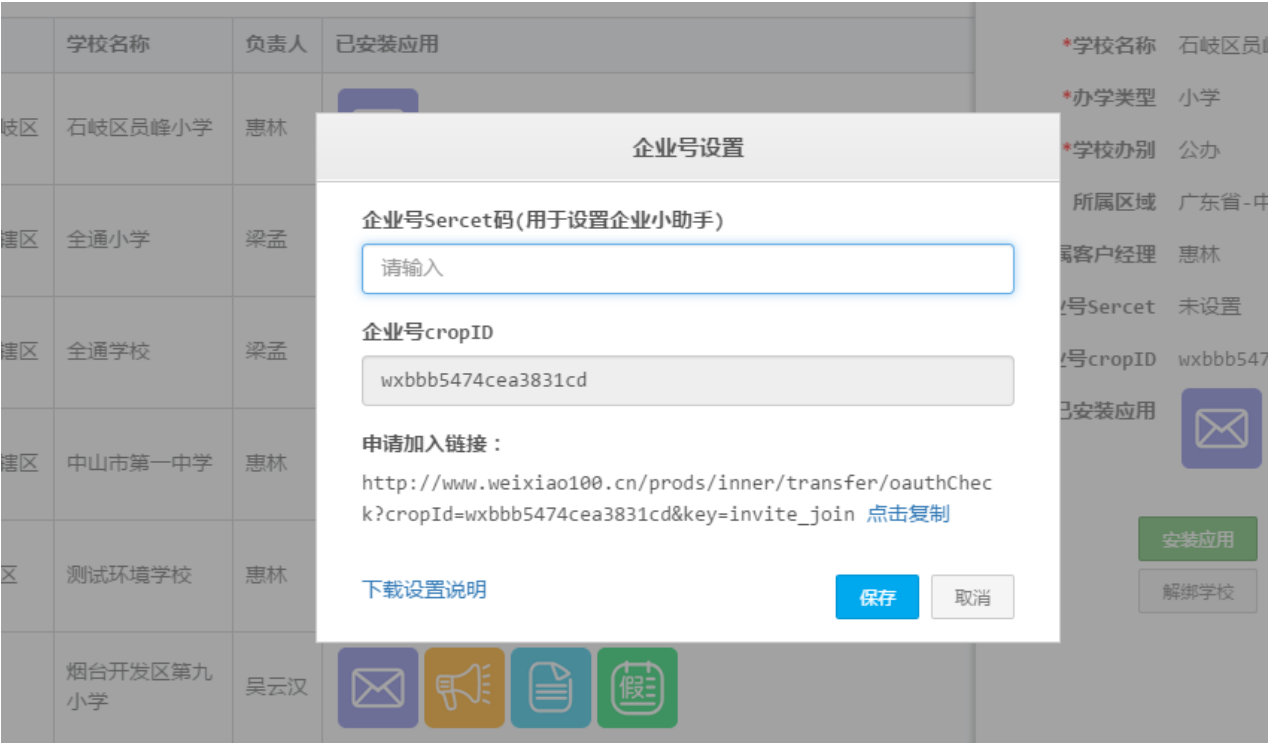 学校名称 负责人 已安装应用
岐区 石岐区员峰小学 惠林
辖区 全通小学 梁孟
辖区 全通学校 梁孟
辖区 中山市第一中学 惠林
区 测试环境学校 惠林
烟台开发区第九
小学
吴云汉
假
企业号设置
企业号Sercet码(用于设置企业小助手)
请输入
企业号cropID
wxbbb5474cea3831cd
申请加入链接：
http://www.weixiao100.cn/prods/inner/transfer/oauthChec
k?cropId=wxbbb5474cea3831cd&key=invite_join 点击复制
下载设置说明
保存 取消
*学校名称 石岐区员
*办学类型 小学
*学校办别 公办
所属区域 广东省-中
属客户经理 惠林
号Sercet 未设置
号cropID wxbbb547
已安装应用
安装应用
解绑学校